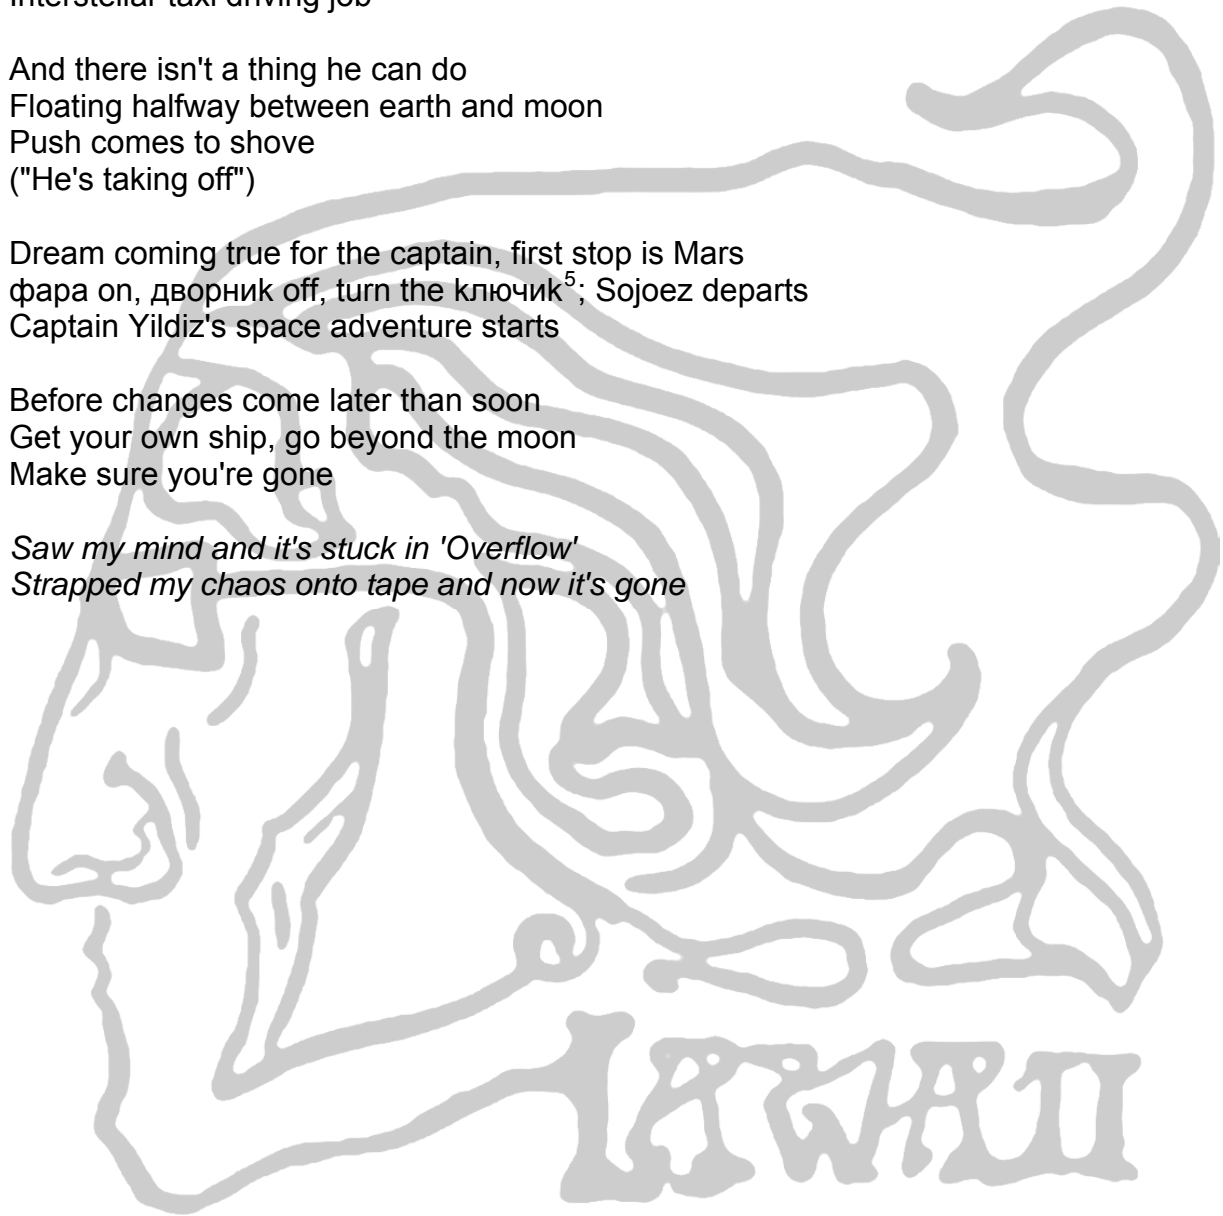 Interstellar taxi driving job
And there isn't a thing he can do
Floating halfway between earth and moon
Push comes to shove
("He's taking off")
Dream coming true for the captain, first stop is Mars
фара on, дворник off, turn the ключик⁵; Sojoez departs
Captain Yildiz's space adventure starts
Before changes come later than soon
Get your own ship, go beyond the moon
Make sure you're gone
Saw my mind and it's stuck in 'Overflow'
Strapped my chaos onto tape and now it's gone